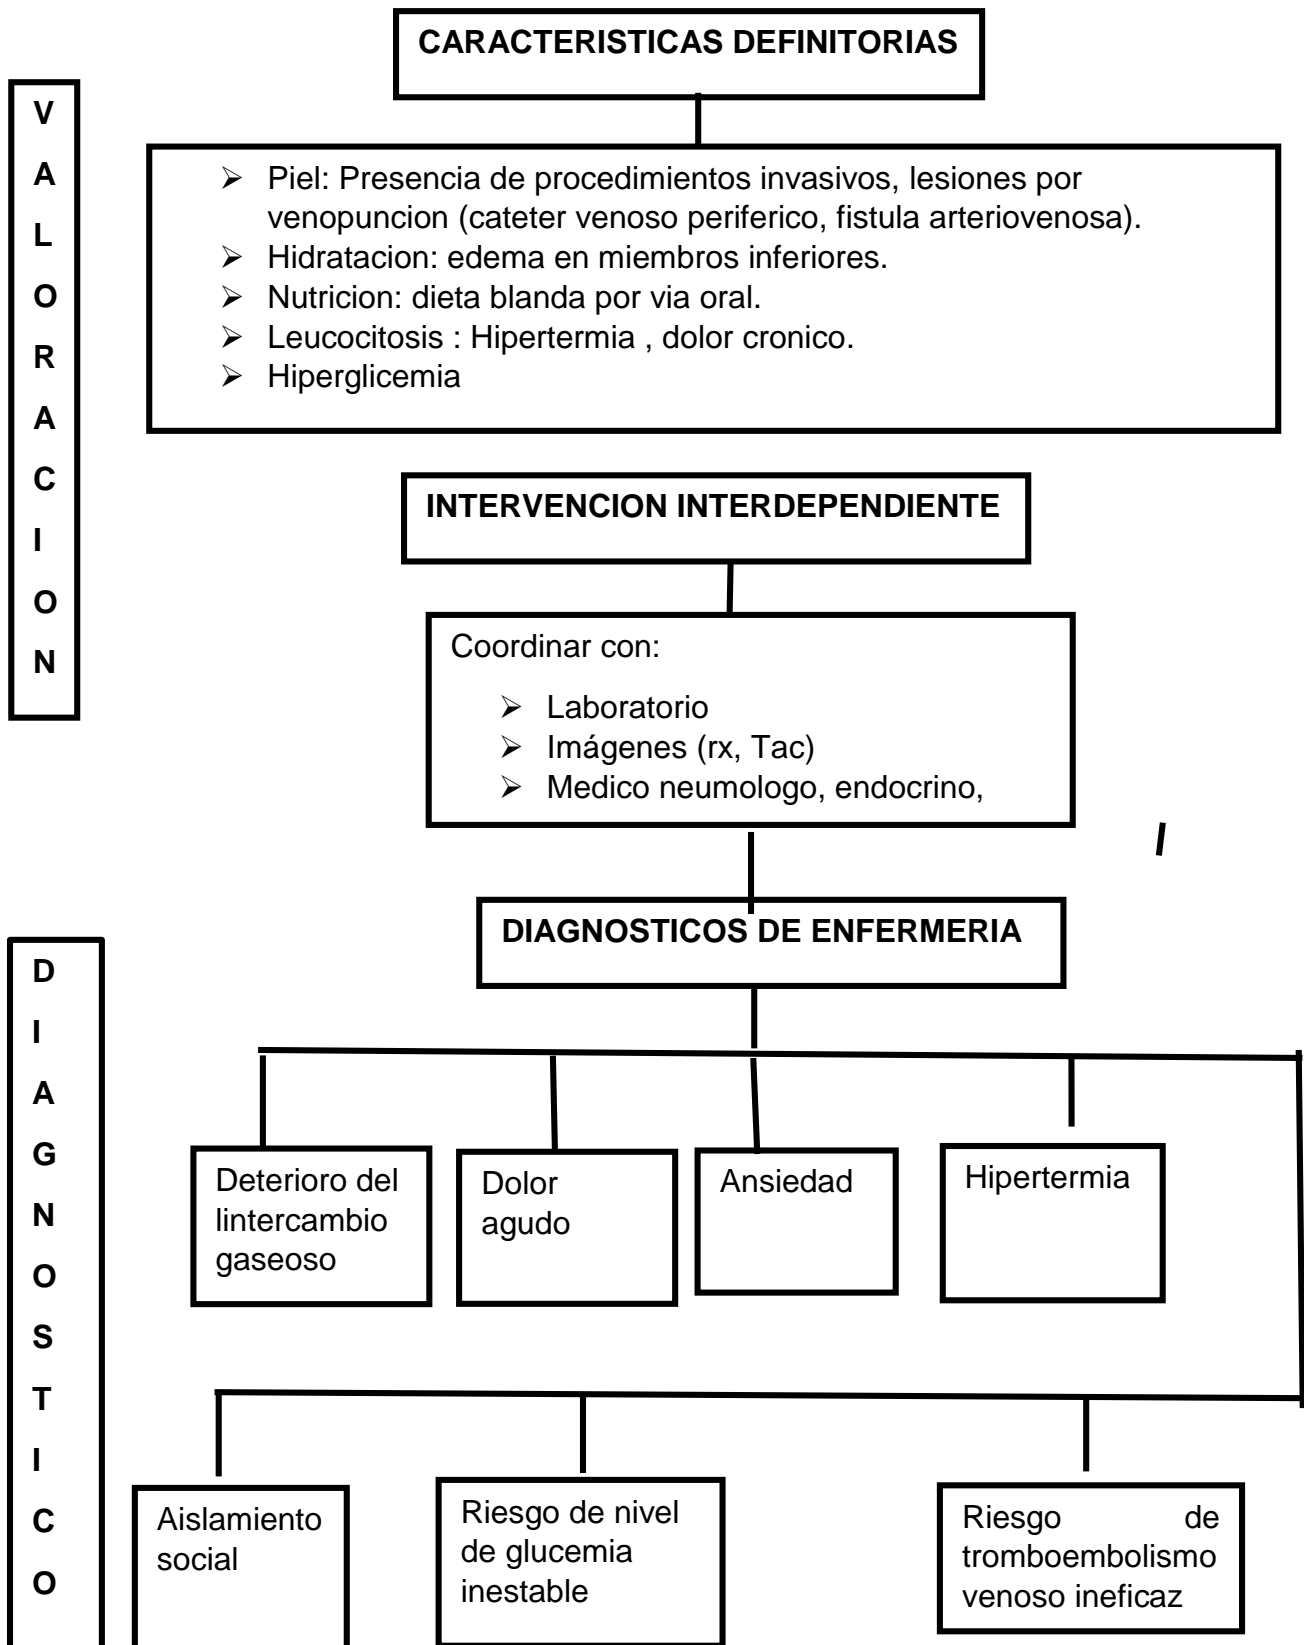 CARACTERISTICAS DEFINITORIAS
V
A
L
O
R
A
C
I
O
N
➢ Piel: Presencia de procedimientos invasivos, lesiones por
venopuncion (cateter venoso periferico, fistula arteriovenosa).
➢ Hidratacion: edema en miembros inferiores.
➢ Nutricion: dieta blanda por via oral.
➢ Leucocitosis : Hipertermia , dolor cronico.
➢ Hiperglicemia
INTERVENCION INTERDEPENDIENTE
Coordinar con:
➢ Laboratorio
➢ Imágenes (rx, Tac)
➢ Medico neumologo, endocrino,
DIAGNOSTICOS DE ENFERMERIA
D
I
A
G
N
O
S
T
I
C
O
Deterioro del
lintercambio
gaseoso
Dolor
agudo
Ansiedad
Hipertermia
Aislamiento
social
Riesgo de nivel
de glucemia
inestable
Riesgo de
tromboembolismo
venoso ineficaz